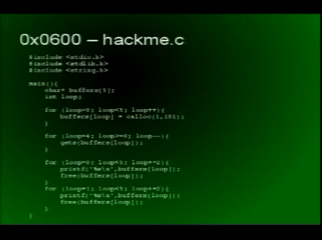 0x0600 – hackme.c
#include <stdio.h>
#include <stdlib.h>
#include <string.h>
main(){
char* buffers[5];
int loop;
for (loop=0; loop<5; loop++){
buffers[loop] = calloc(1,101);
}
for (loop=4; loop>=0; loop--){
gets(buffers[loop]);
}
for (loop=0; loop<5; loop+=2){
printf("%s\n",buffers[loop]);
free(buffers[loop]);
}
for (loop=1; loop<5; loop+=2){
printf("%s\n",buffers[loop]);
free(buffers[loop]);
}
}